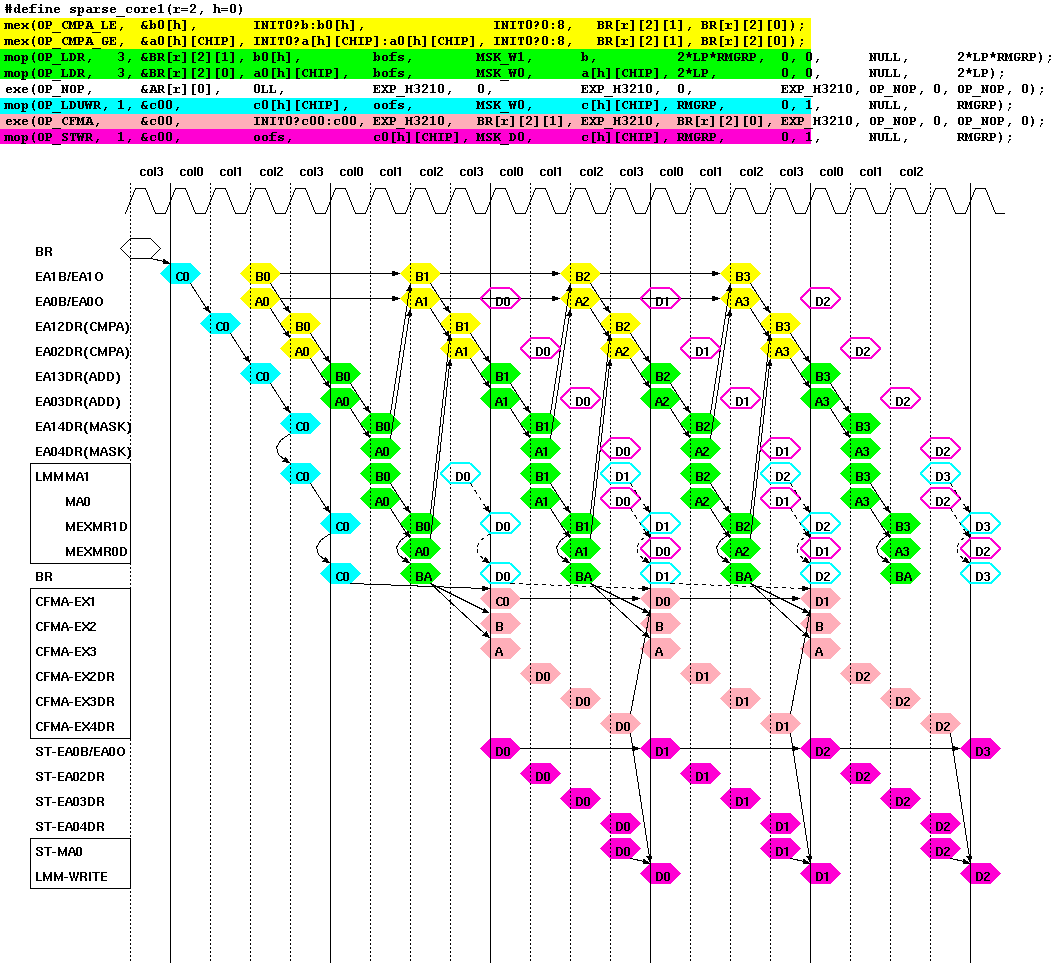 #define sparse_core1(r=2, h=0)
mex(OP_CMPA_LE, &b0[h], INIT0?b:b0[h], INIT0?0:8, BR[r][2][1], BR[r][2][0]);
mex(OP_CMPA_GE, &a0[h][CHIP], INIT0?a[h][CHIP]:a0[h][CHIP], INIT0?0:8, BR[r][2][1], BR[r][2][0]);
mop(OP_LDR, 3, &BR[r][2][1], b0[h], bofs, MSK_W1, b, 2*LP*RMGRP, 0, 0, NULL, 2*LP*RMGRP);
mop(OP_LDR, 3, &BR[r][2][0], a0[h][CHIP], bofs, MSK_W0, a[h][CHIP], 2*LP, 0, 0, NULL, 2*LP);
exe(OP_NOP, &AR[r][0], 0LL, EXP_H3210, 0, EXP_H3210, 0, EXP_H3210, OP_NOP, 0, OP_NOP, 0);
mop(OP_LDUWR, 1, &c00, c0[h][CHIP], oofs, MSK_W0, c[h][CHIP], RMGRP, 0, 1, NULL, RMGRP);
exe(OP_CFMA, &c00, INIT0?c00:c00, EXP_H3210, BR[r][2][1], EXP_H3210, BR[r][2][0], EXP_H3210, OP_NOP, 0, OP_NOP, 0);
mop(OP_STWR, 1, &c00, oofs, c0[h][CHIP], MSK_D0, c[h][CHIP], RMGRP, 0, 1, NULL, RMGRP);
col3 col0 col1 col2 col3 col0 col1 col2 col3 col0 col1 col2 col3 col0 col1 col2 col3 col0 col1 col2
BR
EA1B/EA1O C0 B0 B1 B2 B3
EA0B/EA0O A0 A1 D0 A2 D1 A3 D2
EA12DR(CMPA) C0 B0 B1 B2 B3
EA02DR(CMPA) A0 A1 D0 A2 D1 A3 D2
EA13DR(ADD) C0 B0 B1 B2 B3
EA03DR(ADD) A0 A1 D0 A2 D1 A3 D2
EA14DR(MASK) C0 B0 B1 B2 B3
EA04DR(MASK) A0 A1 D0 A2 D1 A3 D2
LMMMA1 C0 B0 D0 B1 D1 B2 D2 B3 D3
MA0 A0 A1 D0 A2 D1 A3 D2
MEXMR1D C0 B0 D0 B1 D1 B2 D2 B3 D3
MEXMR0D A0 A1 D0 A2 D1 A3 D2
BR C0 BA D0 BA D1 BA D2 BA D3
CFMA-EX1 C0 D0 D1
CFMA-EX2 B B B
CFMA-EX3 A A A
CFMA-EX2DR D0 D1 D2
CFMA-EX3DR D0 D1 D2
CFMA-EX4DR D0 D1 D2
ST-EA0B/EA0O D0 D1 D2 D3
ST-EA02DR D0 D1 D2
ST-EA03DR D0 D1 D2
ST-EA04DR D0 D1 D2
ST-MA0 D0 D1 D2
LMM-WRITE D0 D1 D2